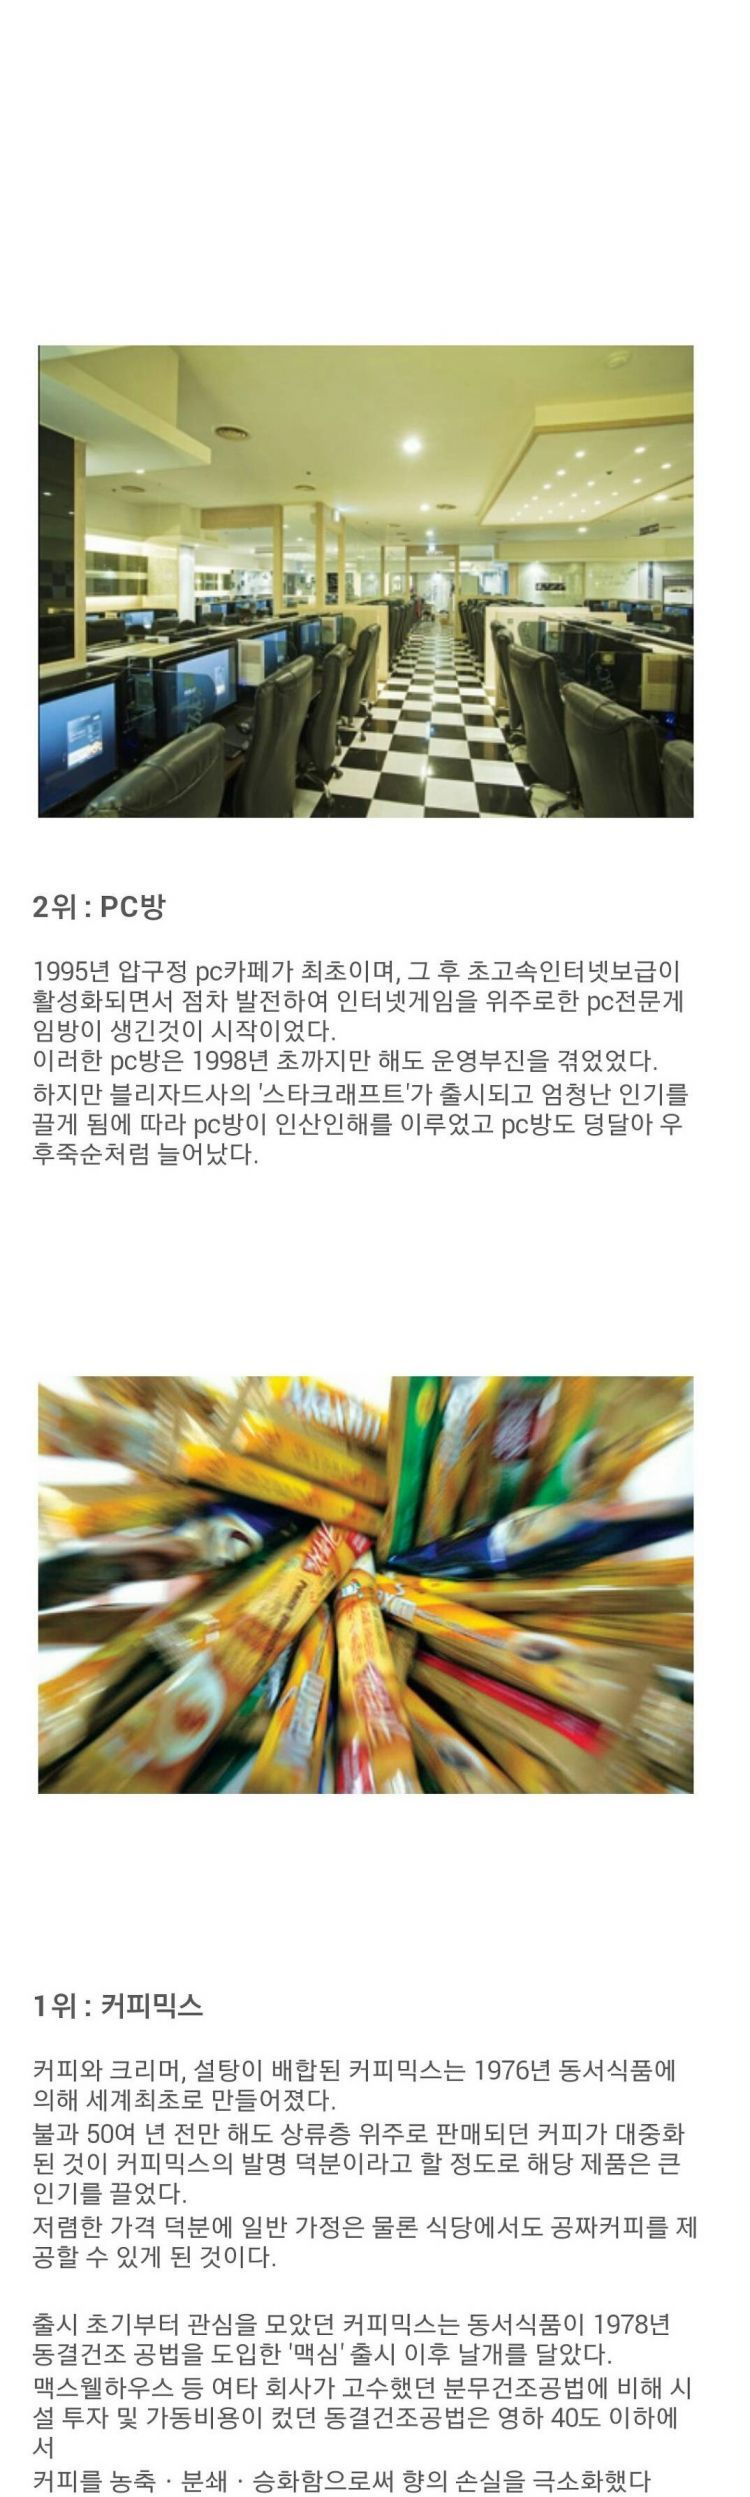 2위 : PC방
1995년 압구정 pc카페가 최초이며, 그 후 초고속인터넷보급이
활성화되면서 점차 발전하여 인터넷게임을 위주로한 pc전문게
임방이 생긴것이 시작이었다.
이러한 pc방은 1998년 초까지만 해도 운영부진을 겪었었다.
하지만 블리자드사의 '스타크래프트'가 출시되고 엄청난 인기를
끌게 됨에 따라 pc방이 인산인해를 이루었고 pc방도 덩달아 우
후죽순처럼 늘어났다.
1위 : 커피믹스
커피와 크리머, 설탕이 배합된 커피믹스는 1976년 동서식품에
의해 세계최초로 만들어졌다.
불과 50여 년 전만 해도 상류층 위주로 판매되던 커피가 대중화
된 것이 커피믹스의 발명 덕분이라고 할 정도로 해당 제품은 큰
인기를 끌었다.
저렴한 가격 덕분에 일반 가정은 물론 식당에서도 공짜커피를 제
공할 수 있게 된 것이다.
출시 초기부터 관심을 모았던 커피믹스는 동서식품이 1978년
동결건조 공법을 도입한 '맥심' 출시 이후 날개를 달았다.
맥스웰하우스 등 여타 회사가 고수했던 분무건조공법에 비해 시
설 투자 및 가동비용이 컸던 동결건조공법은 영하 40도 이하에
서
커피를 농축 · 분쇄 · 승화함으로써 향의 손실을 극소화했다